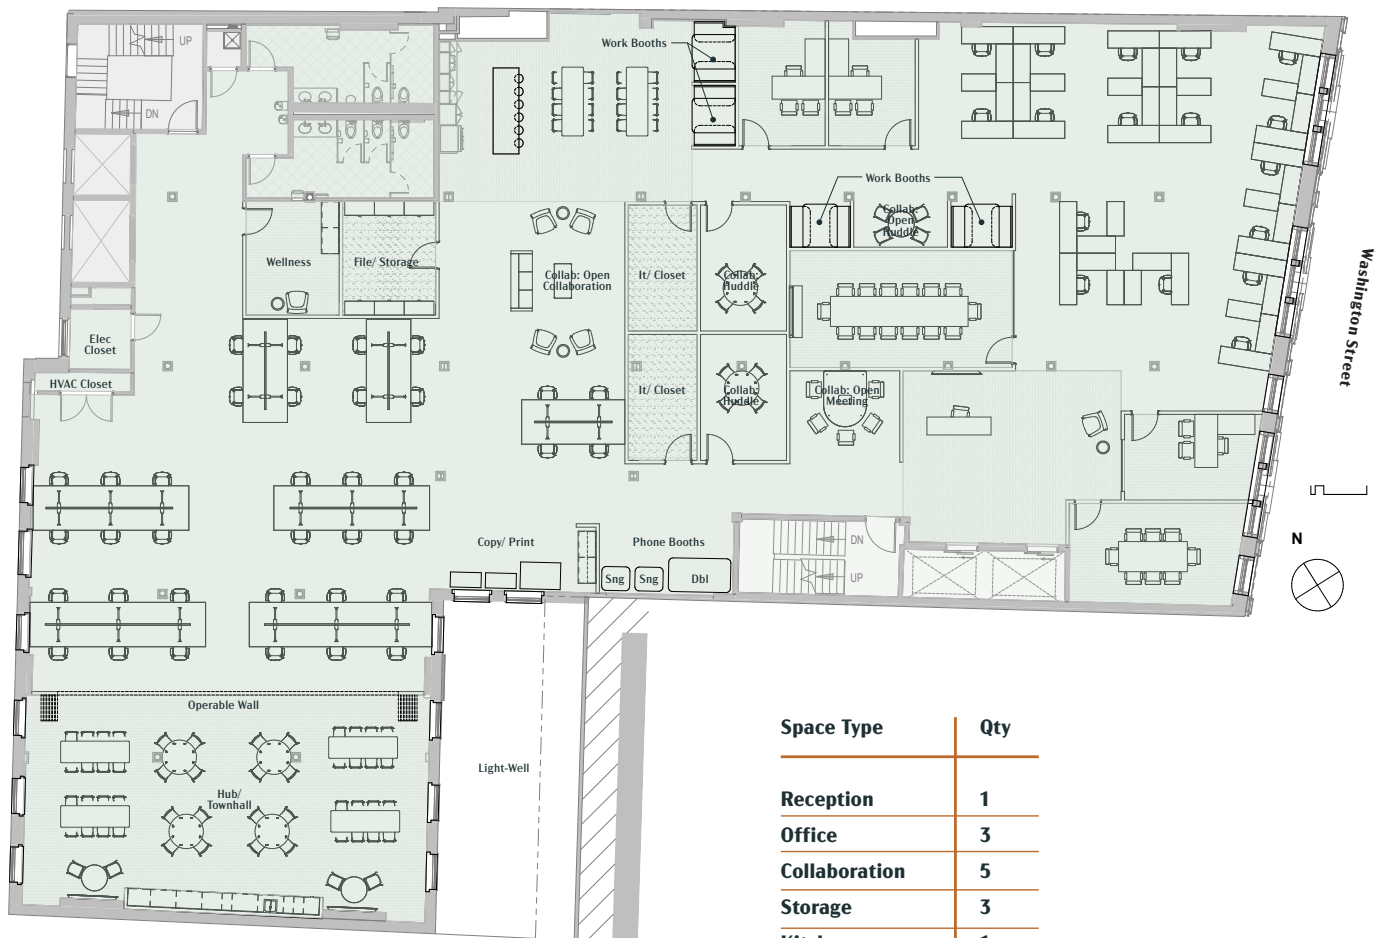 Work Booths
UP
DN
Work Booths
Collab:
Open
Huddle
Wellness
File/ Storage
Collab: Open
Collaboration
It/ Closet
Collab:
Huddle
Washington Street
Elec
Closet
HVAC Closet
It/ Closet
Collab:
Huddle
Collab: Open
Meeting
Copy/ Print
Phone Booths
Sng
Sng
Dbl
DN
UP
N
Operable Wall
Light-Well
Hub/
Townhall
Space Type Qty
Reception 1
Office 3
Collaboration 5
Storage 3